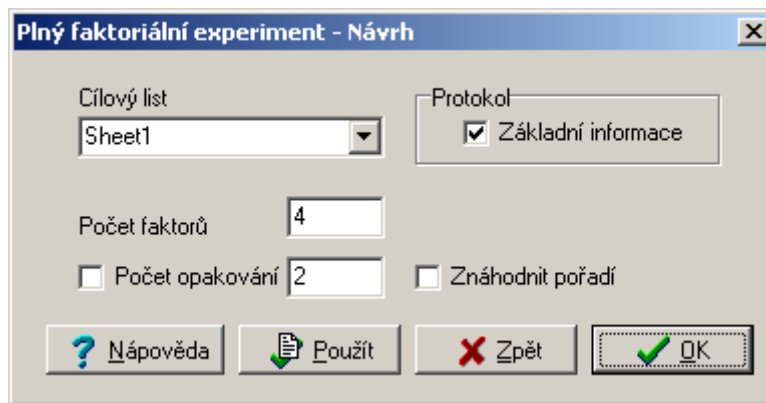 Plný faktoriální experiment - Návrh
Cílový list
Sheet1
Protokol
Základní informace
Počet faktorů
4
Počet opakování
2
Znáhodnit pořadí
Nápověda
Použít
Zpět
OK